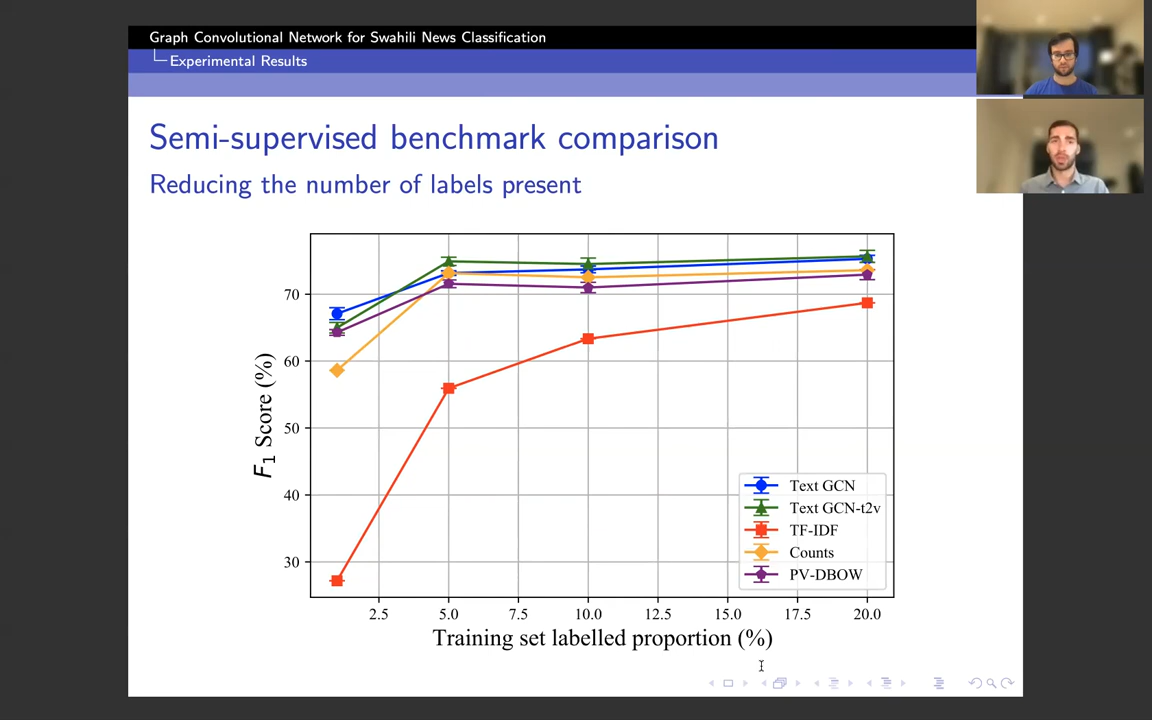 Graph Convolutional Network for Swahili News Classification
Experimental Results
Semi-supervised benchmark comparison
Reducing the number of labels present
70
60
50
40
30
F1 Score (%)
2.5 5.0 7.5 10.0 12.5 15.0 17.5 20.0
Training set labelled proportion (%)
Text GCN
Text GCN-t2v
TF-IDF
Counts
PV-DBOW